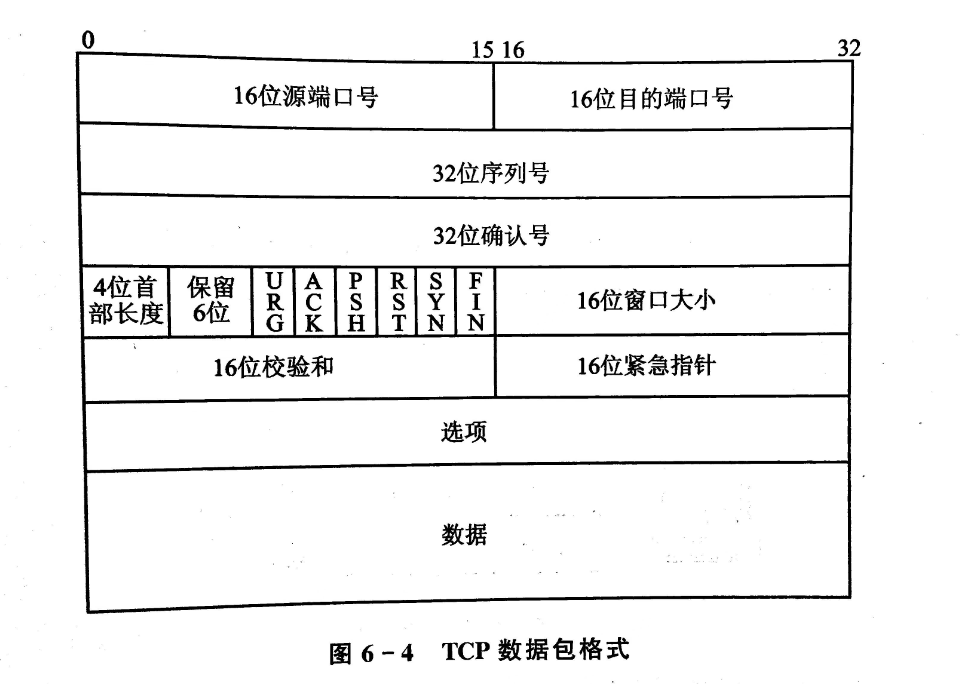 0 15 16 32
16位源端口号 16位目的端口号
32位序列号
32位确认号
4位首部长度 保留6位 URG ACK PSH RST SYN FIN 16位窗口大小
16位校验和 16位紧急指针
选项
数据
图 6-4 TCP 数据包格式